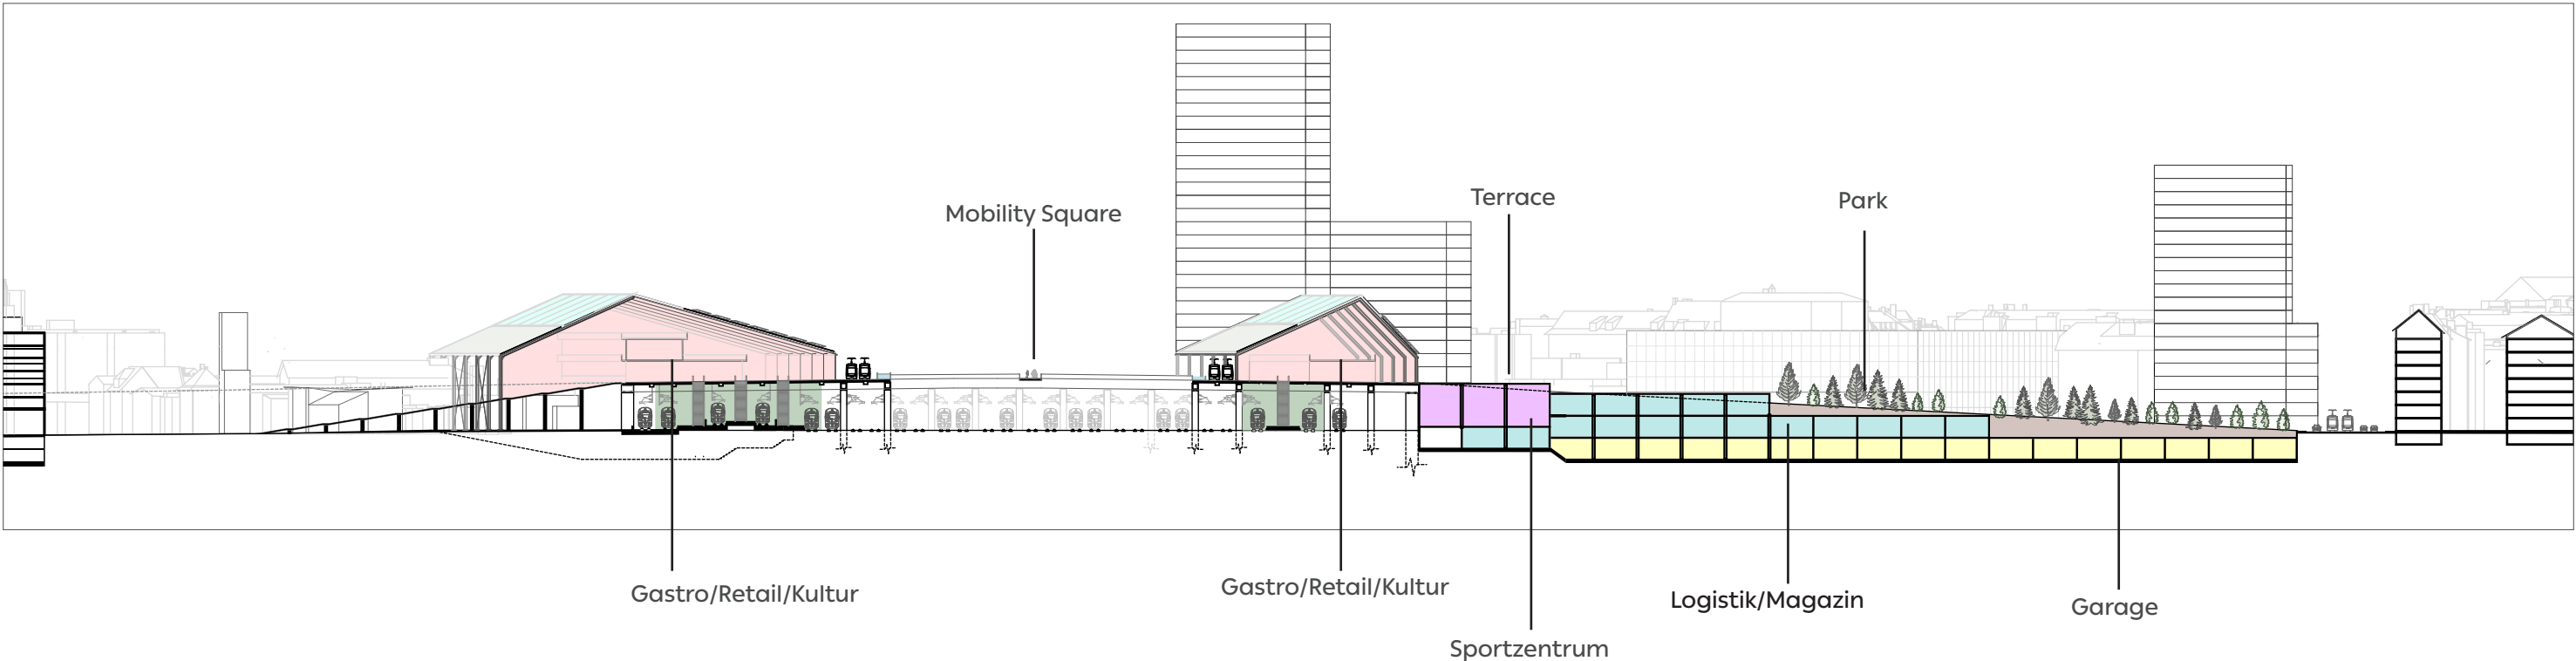 Terrace
Park
Mobility Square
Gastro/Retail/Kultur
Gastro/Retail/Kultur
Logistik/Magazin
Garage
Sportzentrum